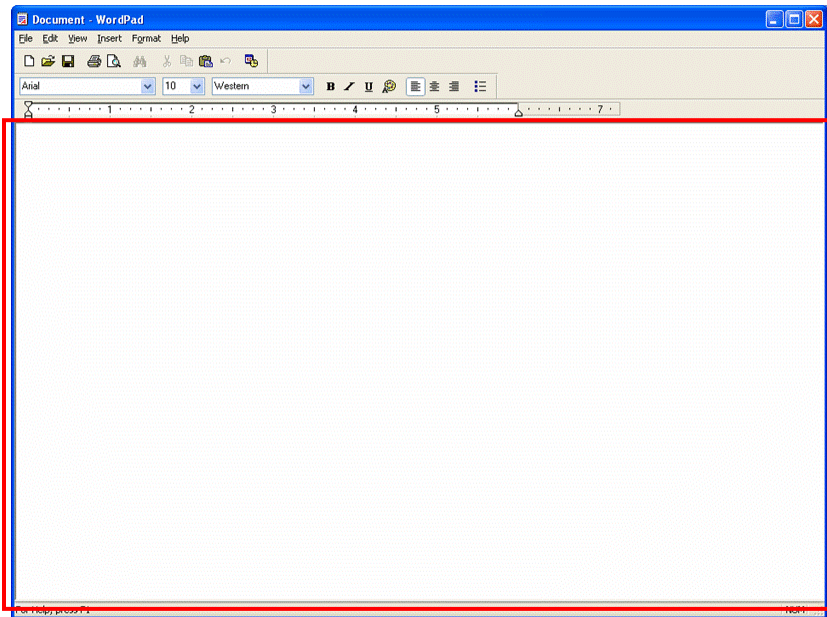 Document - WordPad
File Edit View Insert Format Help
Arial 10 Western B I U
1 2 3 4 5 7
For Help, press F1 NUM